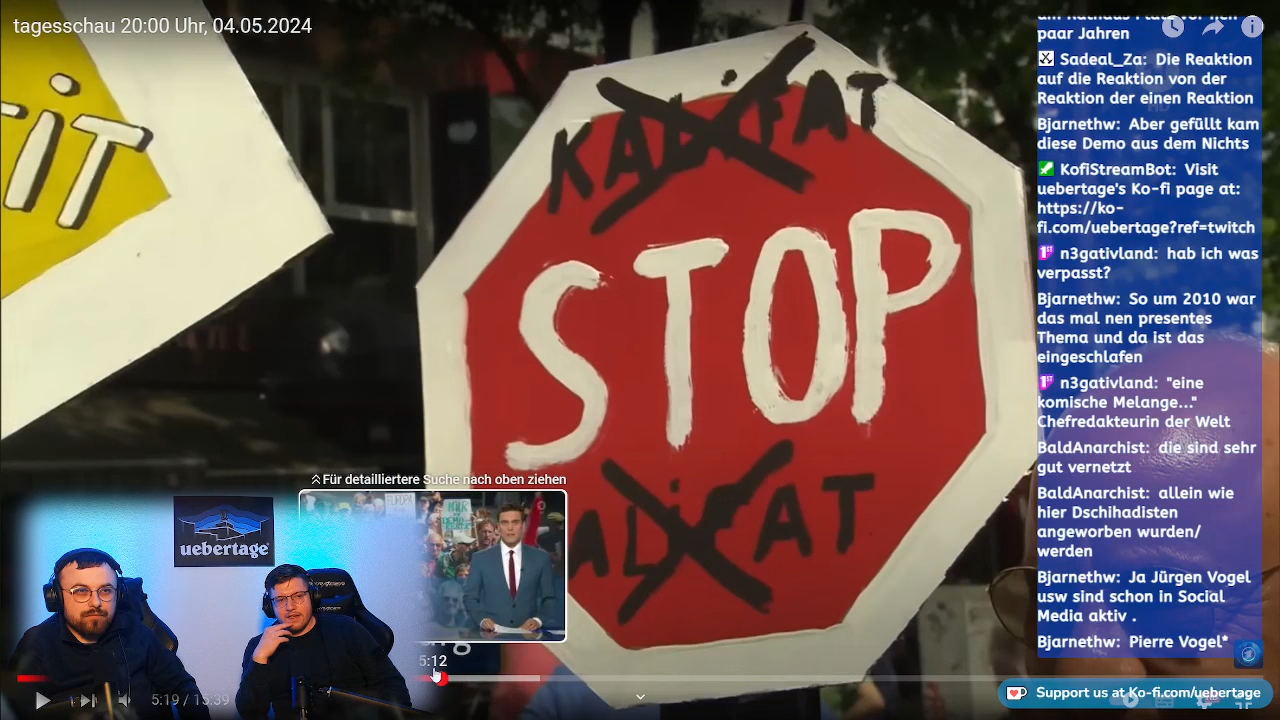 tagesschau 20:00 Uhr, 04.05.2024
iT
KALiFAT
STOP
KALiFAT
paar Jahren
Sadeal_Za: Die Reaktion
auf die Reaktion von der
Reaktion der einen Reaktion
Bjarnethw: Aber gefüllt kam
diese Demo aus dem Nichts
KofiStreamBot: Visit
uebertage's Ko-fi page at:
https://ko-
fi.com/uebertage?ref=twitch
n3gativland: hab ich was
verpasst?
Bjarnethw: So um 2010 war
das mal nen presentes
Thema und da ist das
eingeschlafen
n3gativland: "eine
komische Melange..."
Chefredakteurin der Welt
BaldAnarchist: die sind sehr
gut vernetzt
BaldAnarchist: allein wie
hier Dschihadisten
angeworben wurden/
werden
Bjarnethw: Ja Jürgen Vogel
usw sind schon in Social
Media aktiv .
Bjarnethw: Pierre Vogel*
Für detailliertere Suche nach oben ziehen
EUROPA
uebertage
5:12
5:19 / 15:39
Support us at Ko-fi.com/uebertage